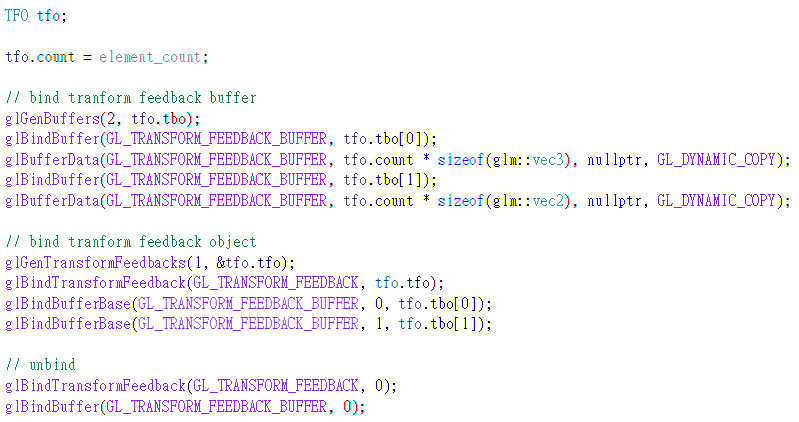 TFO tfo;
tfo.count = element_count;
// bind tranform feedback buffer
glGenBuffers(2, tfo.tbo);
glBindBuffer(GL_TRANSFORM_FEEDBACK_BUFFER, tfo.tbo[0]);
glBufferData(GL_TRANSFORM_FEEDBACK_BUFFER, tfo.count * sizeof(glm::vec3), nullptr, GL_DYNAMIC_COPY);
glBindBuffer(GL_TRANSFORM_FEEDBACK_BUFFER, tfo.tbo[1]);
glBufferData(GL_TRANSFORM_FEEDBACK_BUFFER, tfo.count * sizeof(glm::vec2), nullptr, GL_DYNAMIC_COPY);
// bind tranform feedback object
glGenTransformFeedbacks(1, &tfo.tfo);
glBindTransformFeedback(GL_TRANSFORM_FEEDBACK, tfo.tfo);
glBindBufferBase(GL_TRANSFORM_FEEDBACK_BUFFER, 0, tfo.tbo[0]);
glBindBufferBase(GL_TRANSFORM_FEEDBACK_BUFFER, 1, tfo.tbo[1]);
// unbind
glBindTransformFeedback(GL_TRANSFORM_FEEDBACK, 0);
glBindBuffer(GL_TRANSFORM_FEEDBACK_BUFFER, 0);